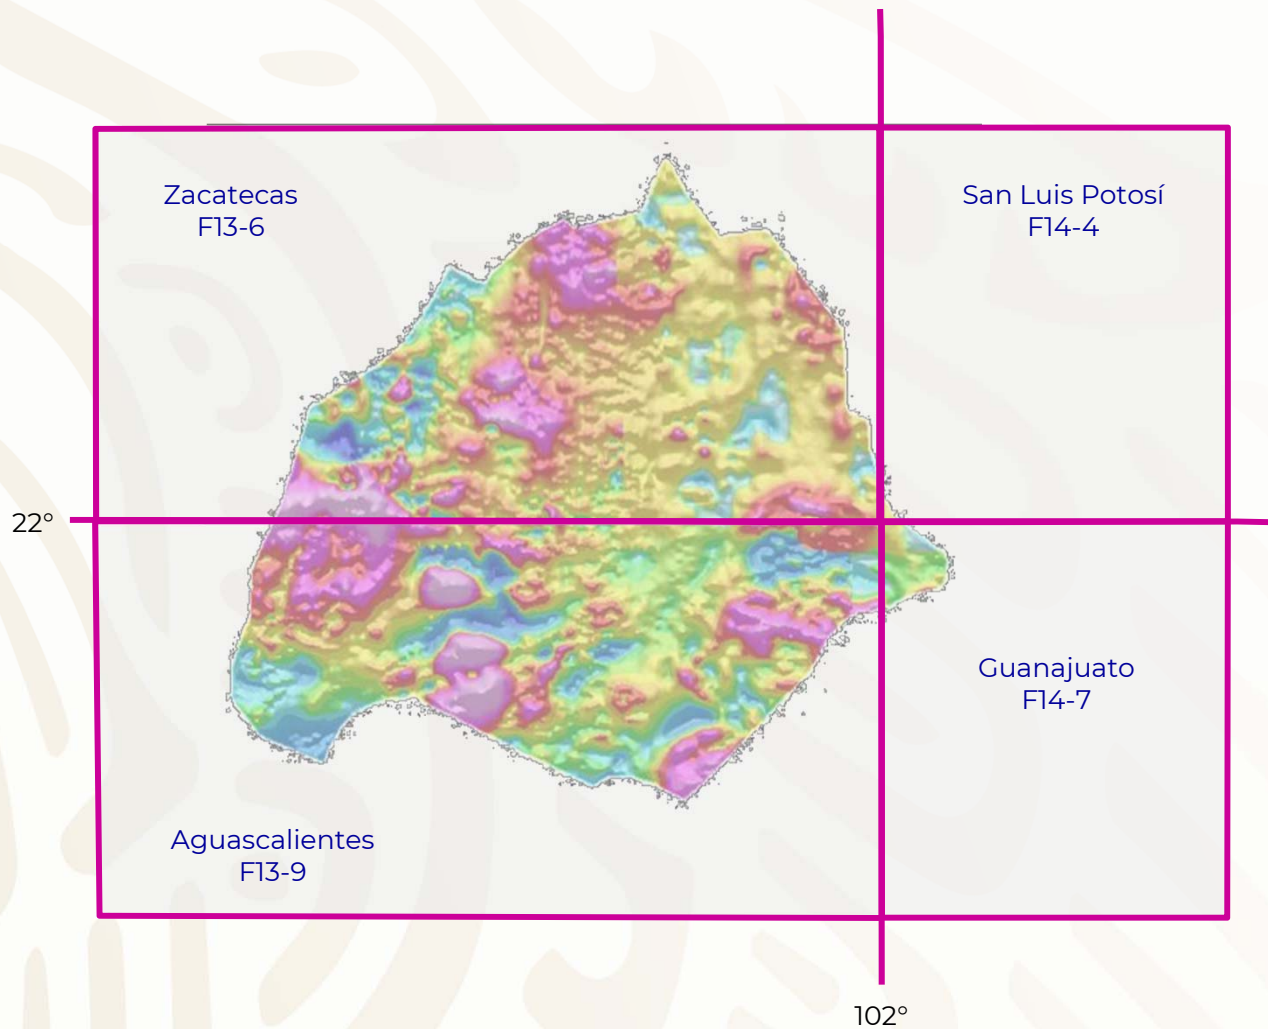 Zacatecas
F13-6
San Luis Potosí
F14-4
22°
Guanajuato
F14-7
Aguascalientes
F13-9
102°